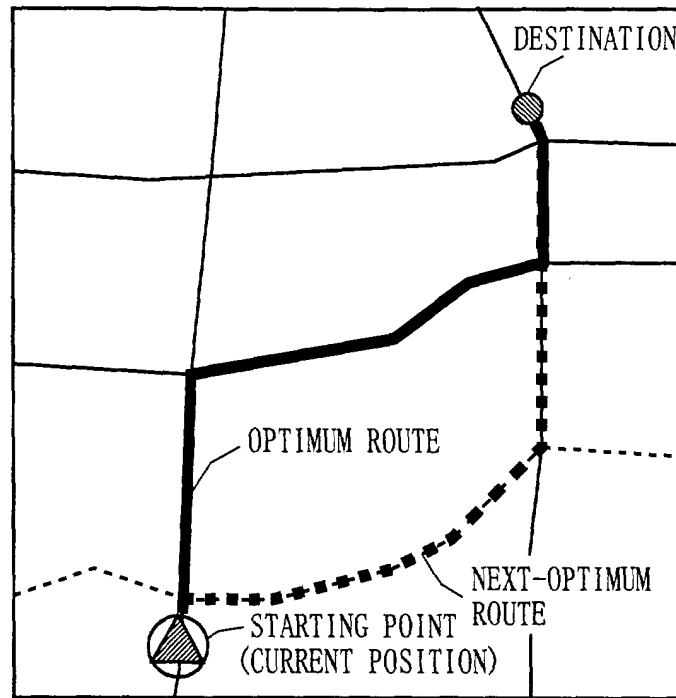 DESTINATION
OPTIMUM ROUTE
NEXT-OPTIMUM
ROUTE
STARTING POINT
(CURRENT POSITION)